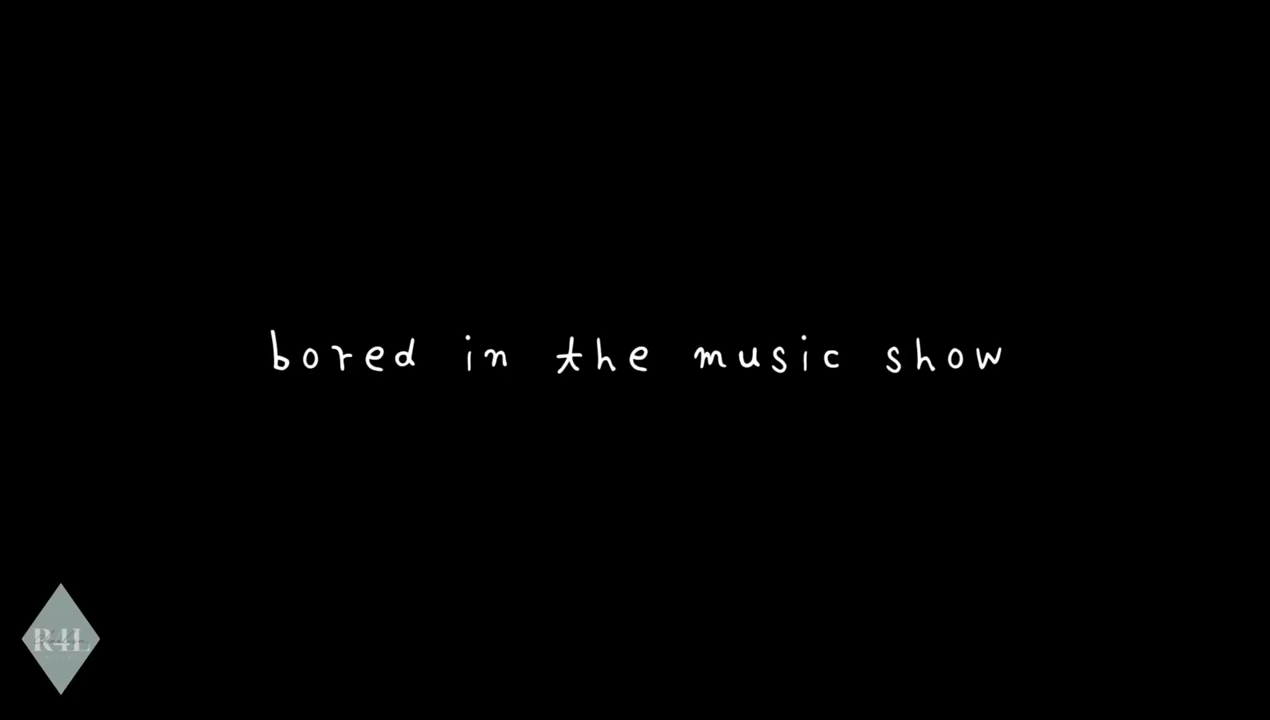 bored in the music show
R4L